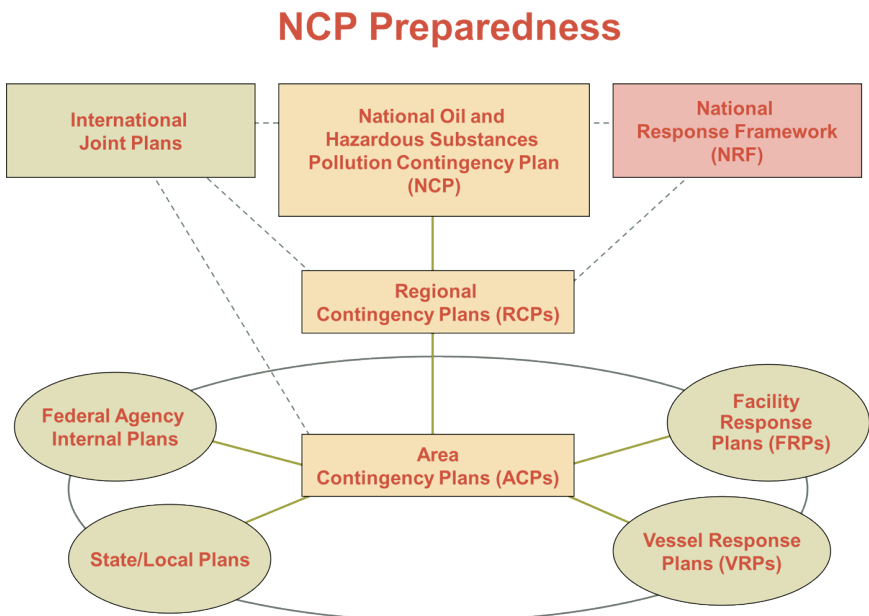 NCP Preparedness
International
Joint Plans
National Oil and
Hazardous Substances
Pollution Contingency Plan
(NCP)
National
Response Framework
(NRF)
Regional
Contingency Plans (RCPs)
Federal Agency
Internal Plans
Area
Contingency Plans (ACPs)
Facility
Response
Plans (FRPs)
State/Local Plans
Vessel Response
Plans (VRPs)